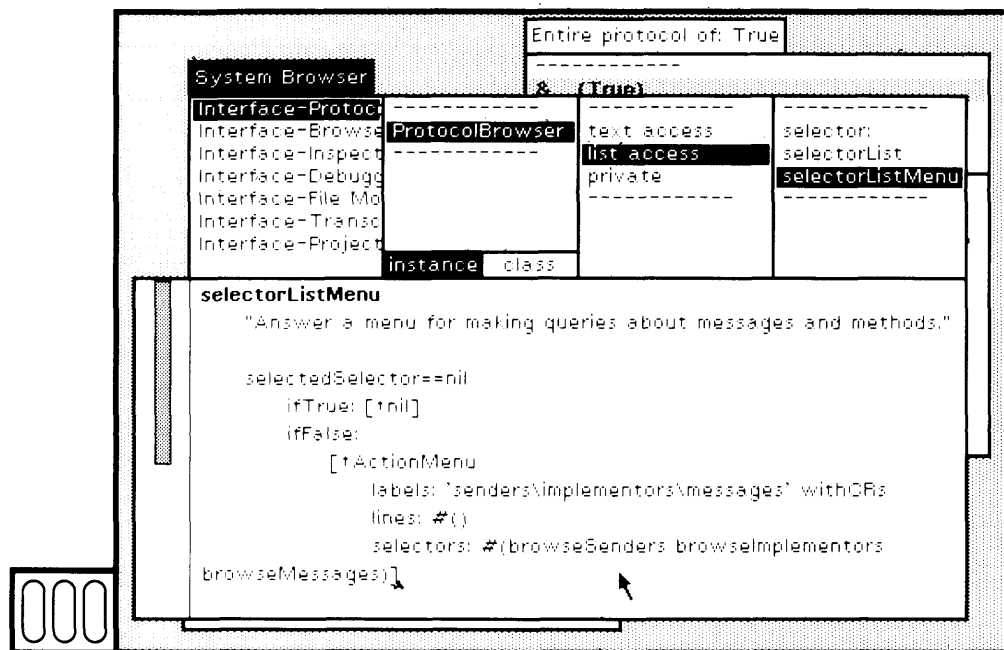 Entire protocol of: True
-------------
& (True)
System Browser
Interface-Protoc
Interface-Browse
Interface-Inspect
Interface-Debugg
Interface-File Mo
Interface-Transc
Interface-Project
-------------
ProtocolBrowser
-------------
instance class
-------------
text access
list access
private
-------------
-------------
selector:
selectorList
selectorListMenu
-------------
selectorListMenu
"Answer a menu for making queries about messages and methods."
selectedSelector==nil
ifTrue: [↑nil]
ifFalse:
[↑ActionMenu
labels: 'senders\implementors\messages' withCRs
lines: #()
selectors: #(browseSenders browseImplementors
browseMessages)]